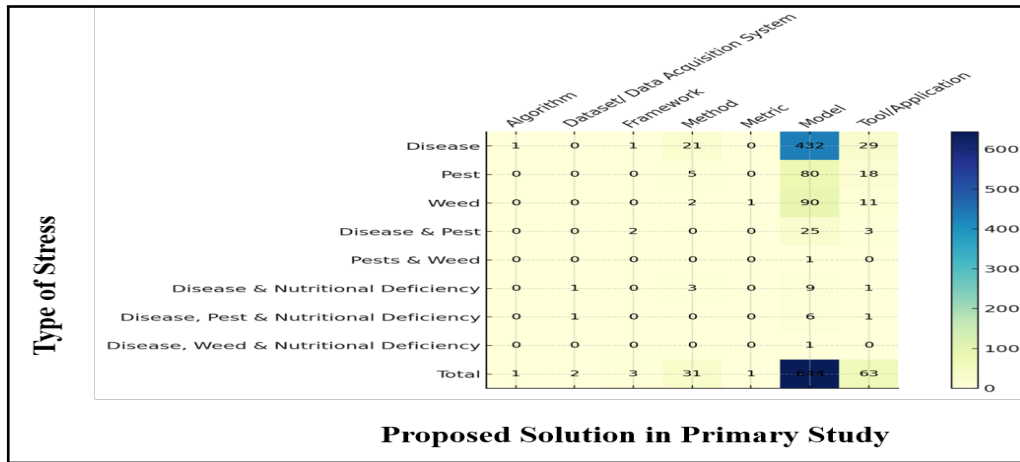 Algorithm
Dataset/ Data Acquisition System
Framework
Method
Metric
Model
Tool/Application
Type of Stress
Disease 1 0 1 21 0 432 29
Pest 0 0 0 5 0 80 18
Weed 0 0 0 2 1 90 11
Disease & Pest 0 0 2 0 0 25 3
Pests & Weed 0 0 0 0 0 1 0
Disease & Nutritional Deficiency 0 1 0 3 0 9 1
Disease, Pest & Nutritional Deficiency 0 1 0 0 0 6 1
Disease, Weed & Nutritional Deficiency 0 0 0 0 0 1 0
Total 1 2 3 31 1 644 63
600
500
400
300
200
100
0
Proposed Solution in Primary Study